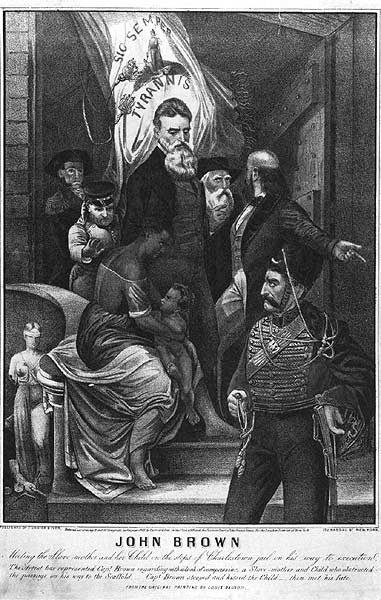 SIC SEMPER
TYRANNIS
PUBLISHED BY CURRIER & IVES,
152 NASSAU ST NEW YORK
JOHN BROWN
Meeting the Slave mother and her Child on the steps of Charlestown jail on his way to execution.
The Artist has represented Capt. Brown regarding with a look of compassion a Slave-mother and Child who obstructed
the passage on his way to the Scaffold. Capt. Brown stooped and kissed the Child then met his fate.
FROM THE ORIGINAL PAINTING BY LOUIS RANSOM.